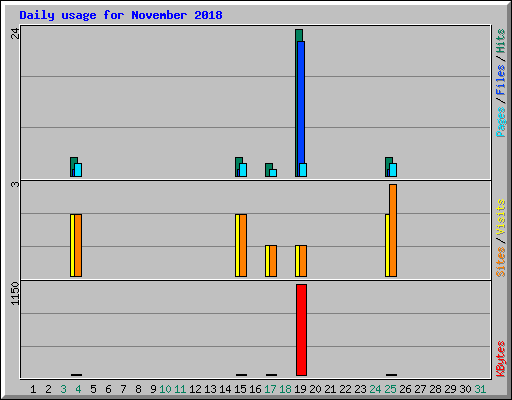 Daily usage for November 2018
24
3
1150
Pages/Files/Hits
Sites/Visits
KBytes
1 2 3 4 5 6 7 8 9 10 11 12 13 14 15 16 17 18 19 20 21 22 23 24 25 26 27 28 29 30 31